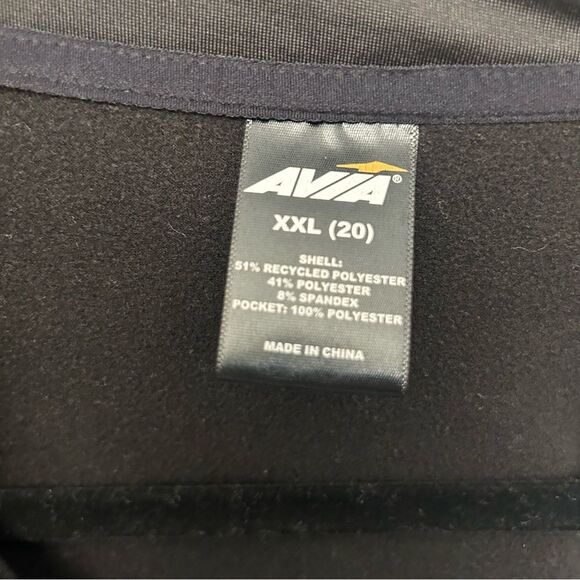 AVIA®
XXL (20)
SHELL:
51% RECYCLED POLYESTER
41% POLYESTER
8% SPANDEX
POCKET: 100% POLYESTER
MADE IN CHINA